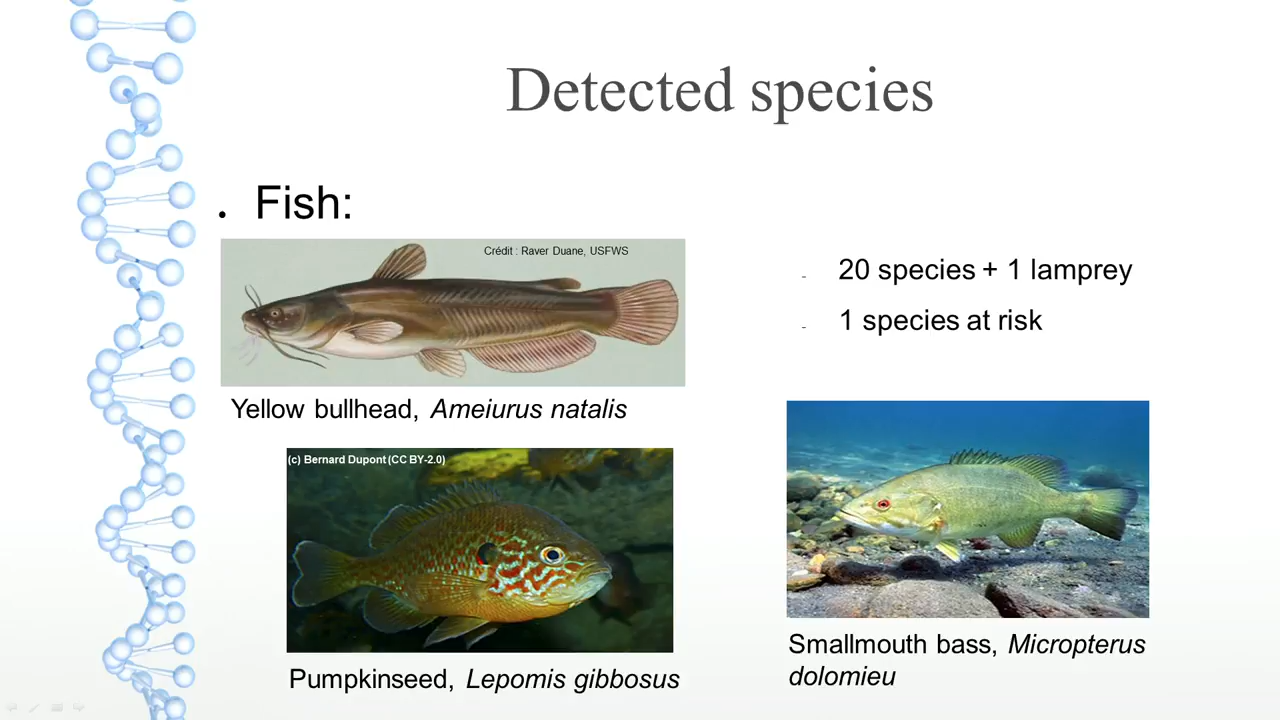 Detected species
• Fish:
Crédit : Raver Duane, USFWS
- 20 species + 1 lamprey
- 1 species at risk
Yellow bullhead, Ameiurus natalis
(c) Bernard Dupont (CC BY-2.0)
Pumpkinseed, Lepomis gibbosus
Smallmouth bass, Micropterus
dolomieu